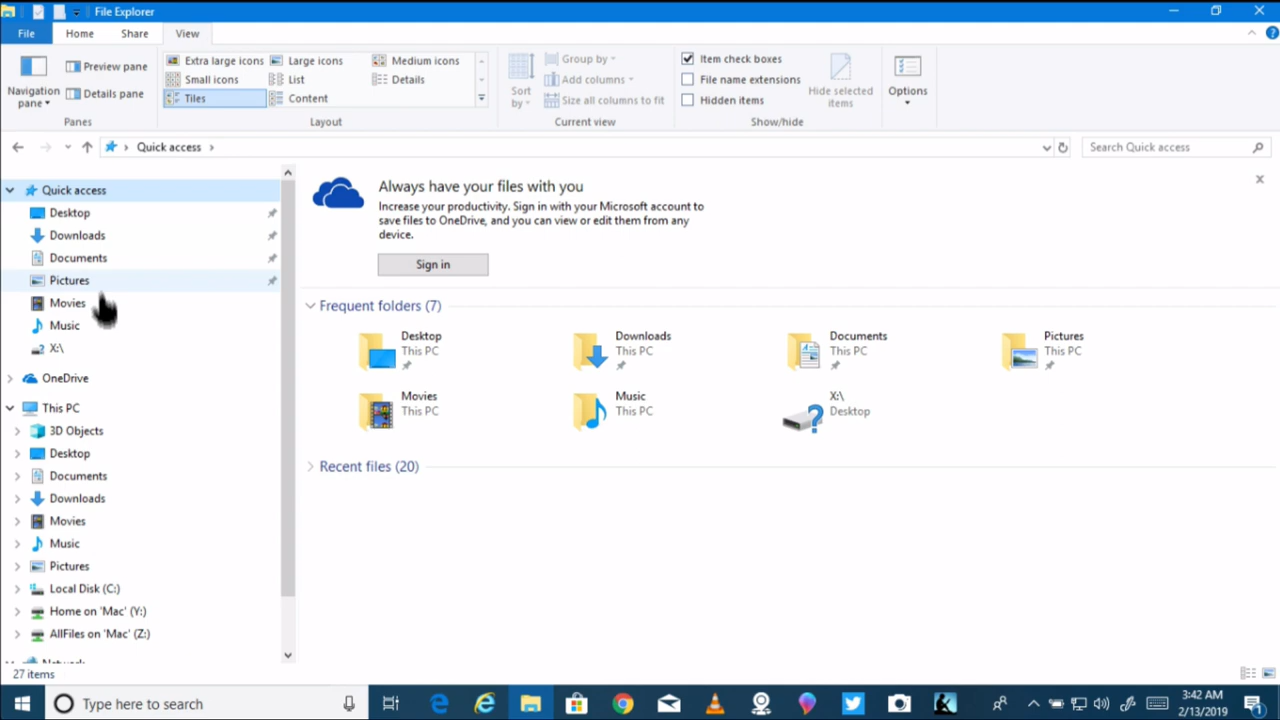 File Explorer
File
Home
Share
View
Navigation pane
Preview pane
Details pane
Panes
Extra large icons
Large icons
Medium icons
Small icons
List
Details
Tiles
Content
Layout
Sort by
Group by
Add columns
Size all columns to fit
Current view
Item check boxes
File name extensions
Hidden items
Hide selected items
Show/hide
Options
Quick access
Search Quick access
Quick access
Desktop
Downloads
Documents
Pictures
Movies
Music
X:\
OneDrive
This PC
3D Objects
Desktop
Documents
Downloads
Movies
Music
Pictures
Local Disk (C:)
Home on 'Mac' (Y:)
AllFiles on 'Mac' (Z:)
Network
Always have your files with you
Increase your productivity. Sign in with your Microsoft account to
save files to OneDrive, and you can view or edit them from any
device.
Sign in
Frequent folders (7)
Desktop
This PC
Downloads
This PC
Documents
This PC
Pictures
This PC
Movies
This PC
Music
This PC
X:\
Desktop
Recent files (20)
27 items
Type here to search
3:42 AM
2/13/2019
1